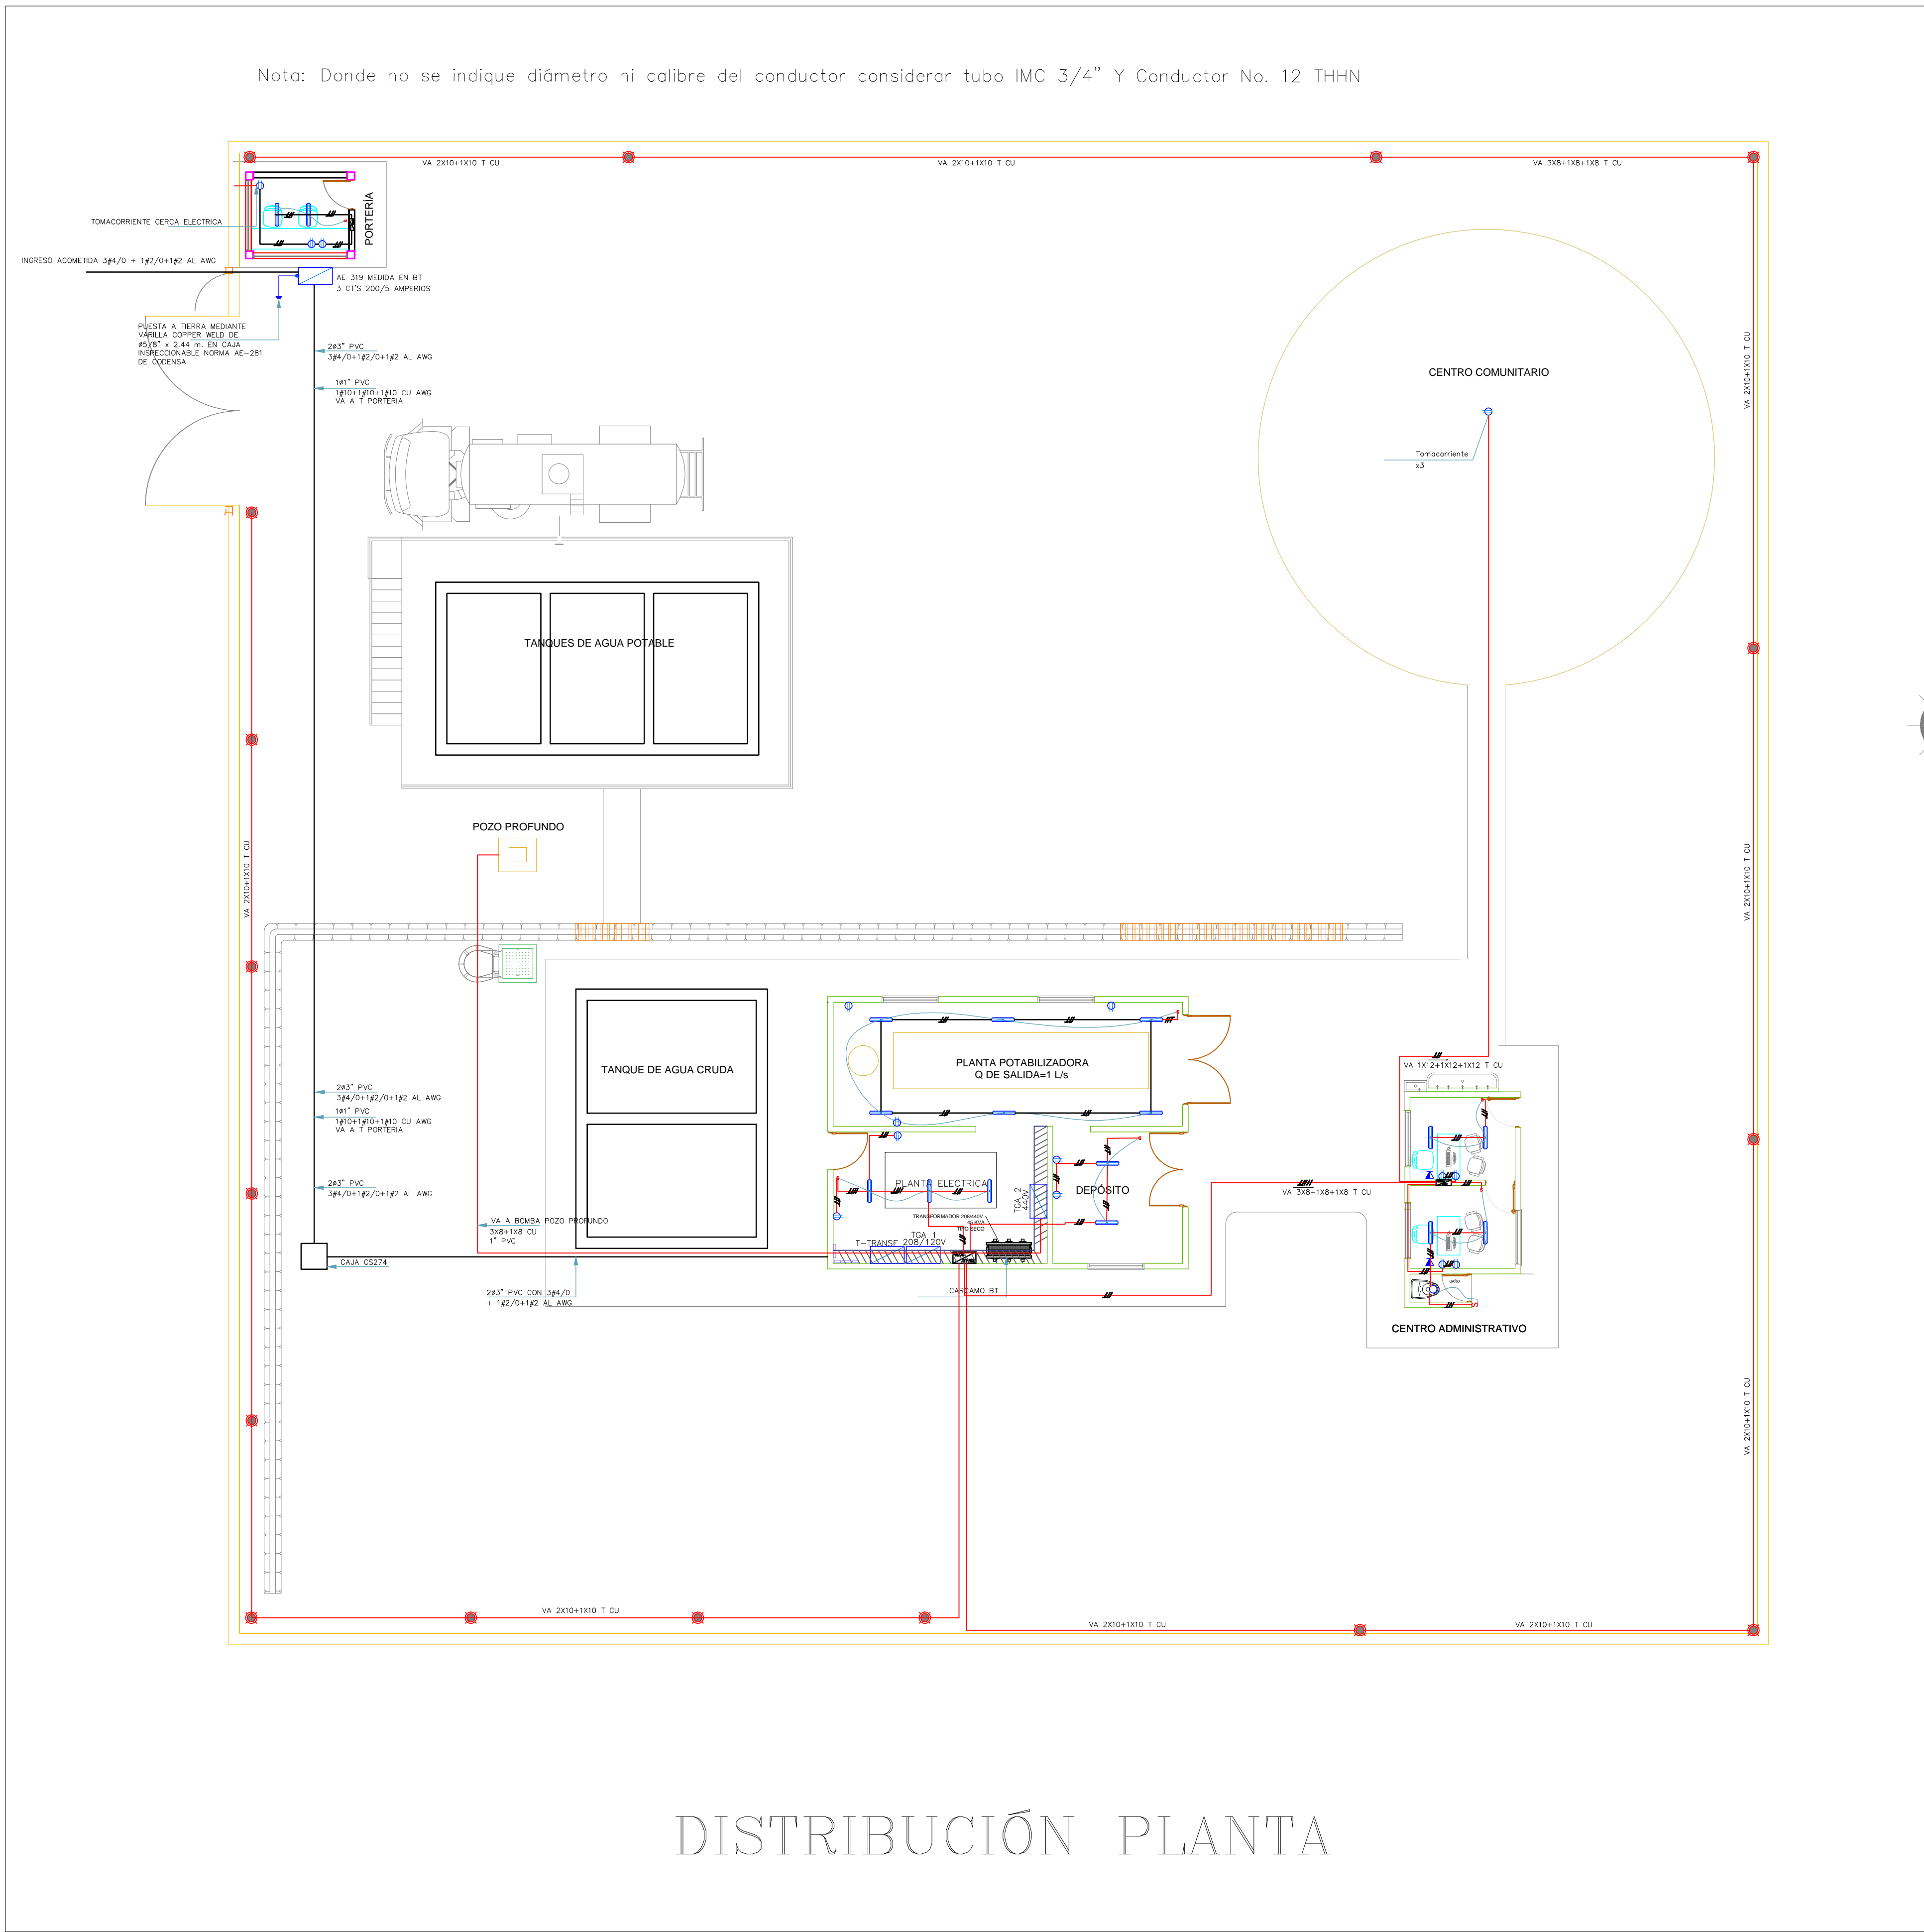 Nota: Donde no se indique diámetro ni calibre del conductor considerar tubo IMC 3/4" Y Conductor No. 12 THHN
VA 2X10+1X10 T CU
VA 2X10+1X10 T CU
VA 3X8+1X8+1X8 T CU
TOMACORRIENTE CERCA ELECTRICA
PORTERÍA
INGRESO ACOMETIDA 3#4/0 + 1#2/0+1#2 AL AWG
AE 319 MEDIDA EN BT
3 CT'S 200/5 AMPERIOS
PUESTA A TIERRA MEDIANTE
VARILLA COPPER WELD DE
ø5/8" x 2.44 m. EN CAJA
INSPECCIONABLE NORMA AE-281
DE CODENSA
2ø3" PVC
3#4/0+1#2/0+1#2 AL AWG
1ø1" PVC
1#10+1#10+1#10 CU AWG
VA A T PORTERIA
CENTRO COMUNITARIO
VA 2X10+1X10 T CU
Tomacorriente
x3
TANQUES DE AGUA POTABLE
POZO PROFUNDO
VA 2X10+1X10 T CU
VA 2X10+1X10 T CU
TANQUE DE AGUA CRUDA
PLANTA POTABILIZADORA
Q DE SALIDA=1 L/s
VA 1X12+1X12+1X12 T CU
2ø3" PVC
3#4/0+1#2/0+1#2 AL AWG
1ø1" PVC
1#10+1#10+1#10 CU AWG
VA A T PORTERIA
2ø3" PVC
3#4/0+1#2/0+1#2 AL AWG
PLANTA ELECTRICA
DEPÓSITO
TGA 2
440V
VA 3X8+1X8+1X8 T CU
VA A BOMBA POZO PROFUNDO
3X8+1X8 CU
1" PVC
TRANSFORMADOR 208/440V
45 KVA
TIPO SECO
TGA 1
T-TRANSF 208/120V
CAJA CS274
2ø3" PVC CON 3#4/0
+ 1#2/0+1#2 AL AWG
CARCAMO BT
BAÑO
CENTRO ADMINISTRATIVO
VA 2X10+1X10 T CU
VA 2X10+1X10 T CU
VA 2X10+1X10 T CU
VA 2X10+1X10 T CU
DISTRIBUCIÓN PLANTA